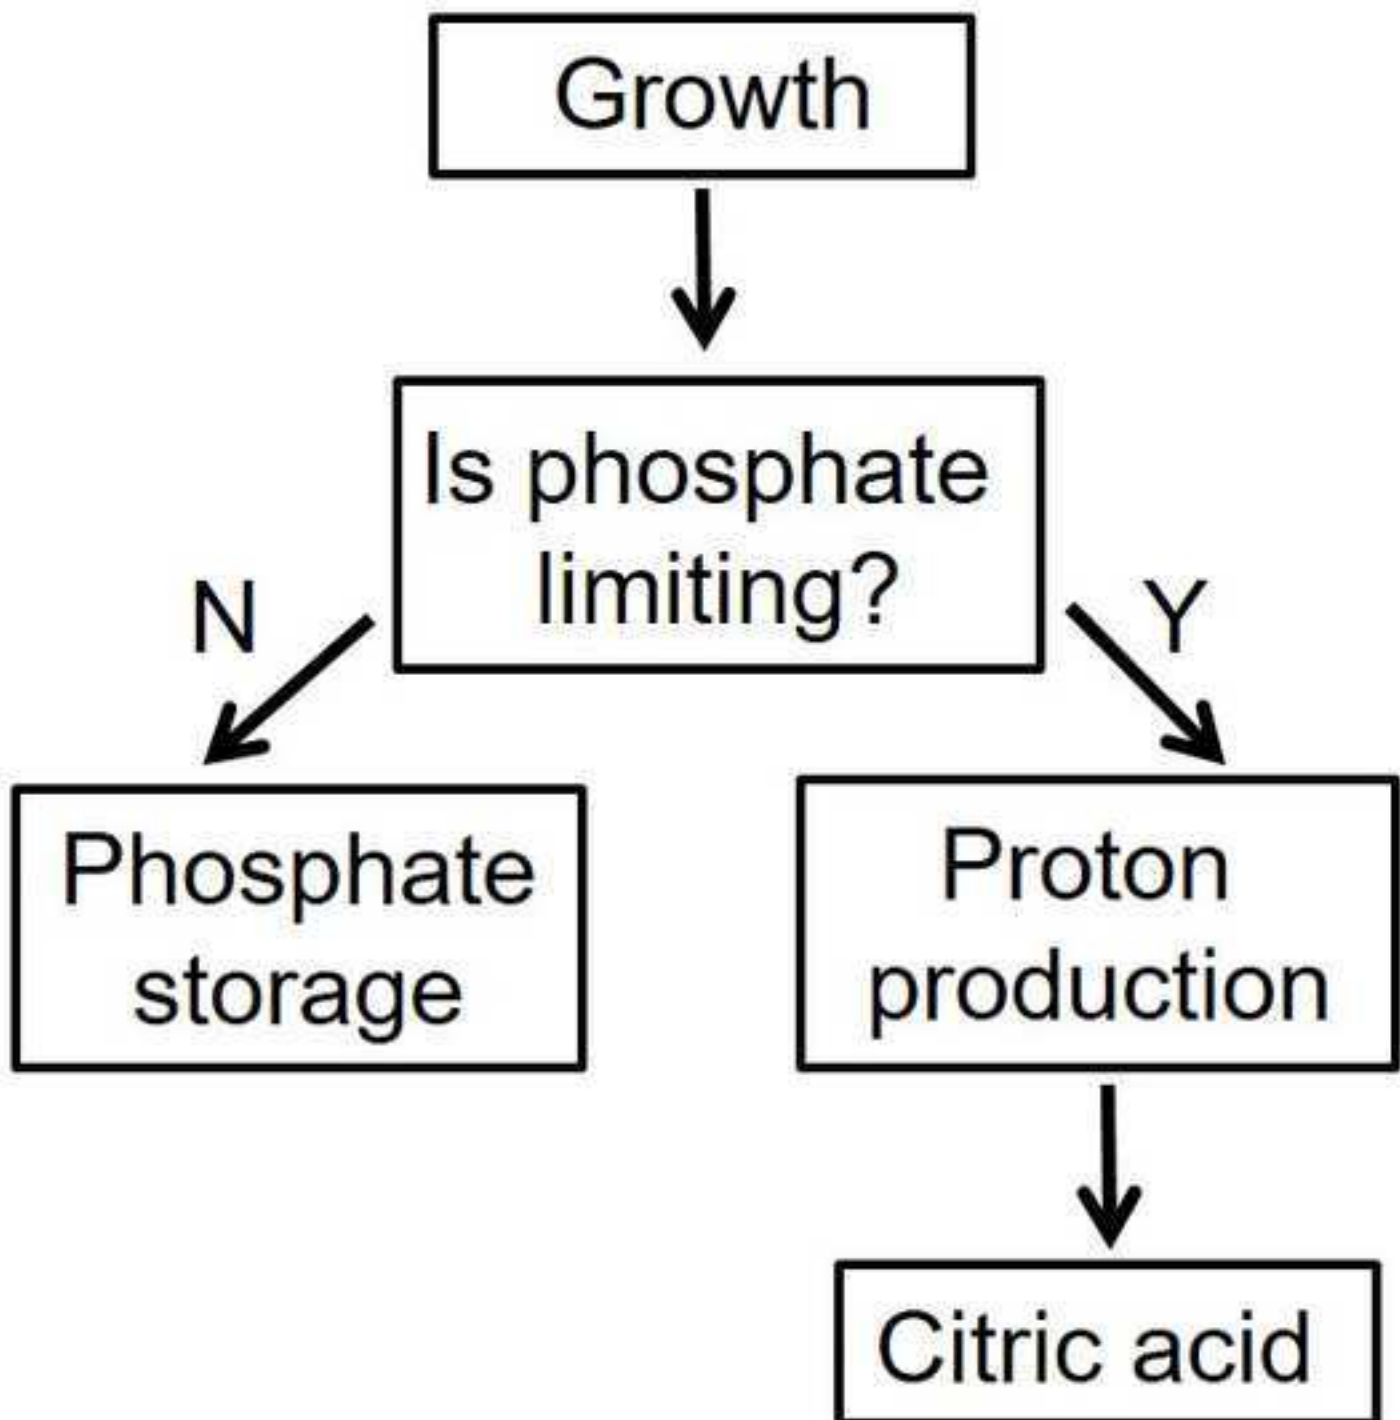 Growth
Is phosphate
limiting?
N
Y
Phosphate
storage
Proton
production
Citric acid